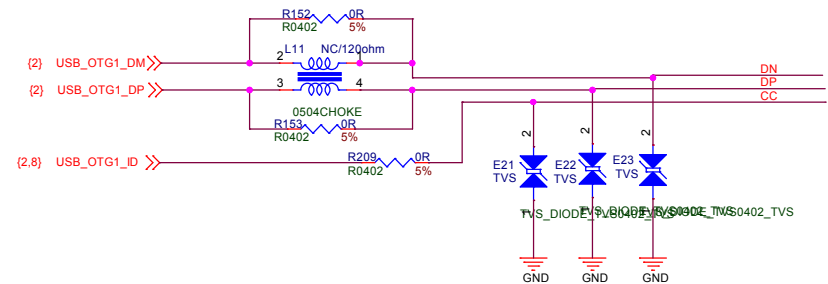 R152 0R
R0402 5%
L11 NC/120ohm
{2} USB_OTG1_DM 2 1
DN
{2} USB_OTG1_DP 3 4
DP
CC
0504CHOKE
R153 0R
R0402 5%
{2,8} USB_OTG1_ID
R209 0R
R0402 5%
2 2 2
E21 E22 E23
TVS TVS TVS
TVS_DIODE_TVS0402_TVS
GND GND GND